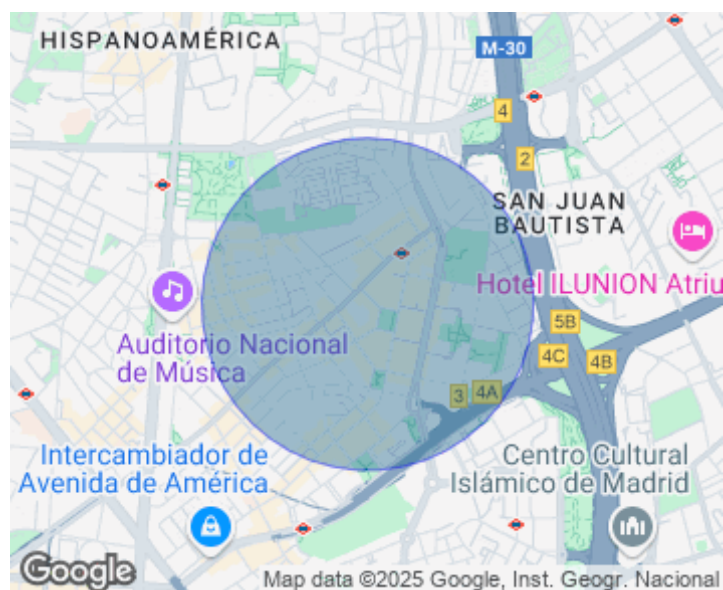 HISPANOAMÉRICA
M-30
4
2
SAN JUAN
BAUTISTA
Hotel ILUNION Atriu
Auditorio Nacional
de Música
5B
4C
4B
3
4A
Intercambiador de
Avenida de América
Centro Cultural
Islámico de Madrid
Google
Map data ©2025 Google, Inst. Geogr. Nacional